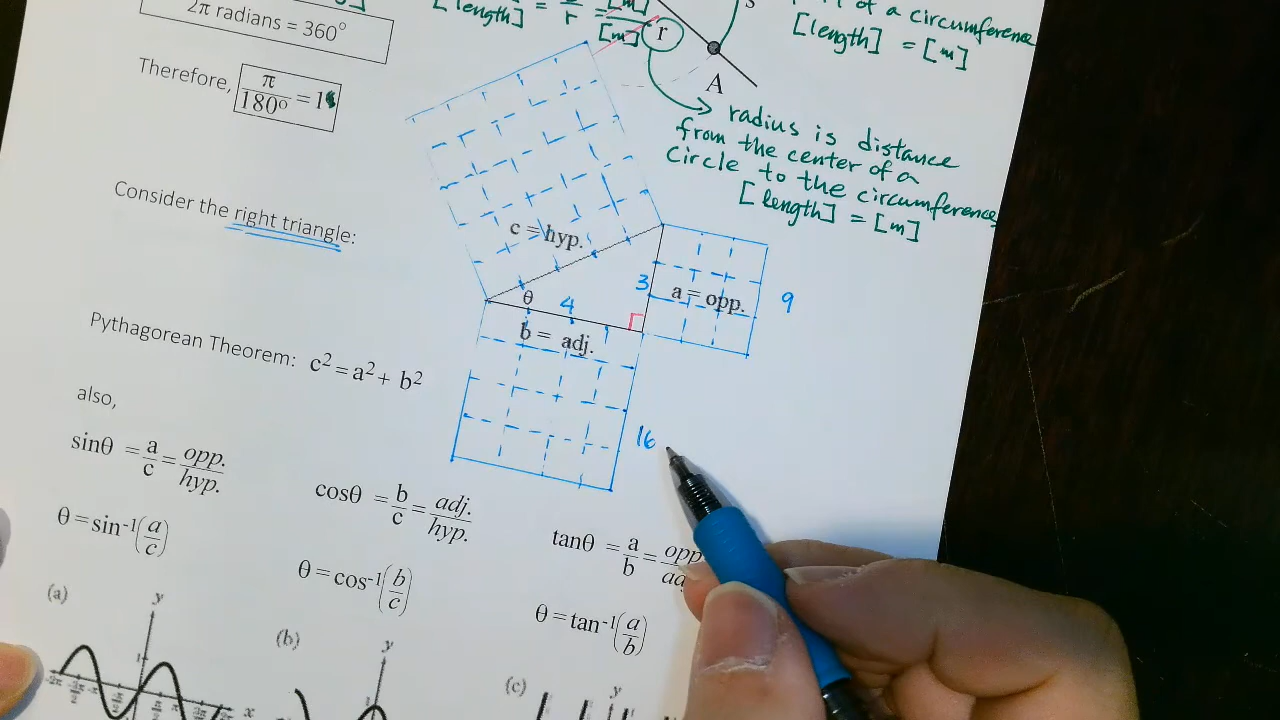 2π radians = 360°
[length] = — = [m]
r [m]
r
s
of a circumference
[length] = [m]
A
Therefore, π/180° = 1
radius is distance
from the center of a
Circle to the circumference
[length] = [m]
Consider the right triangle:
c = hyp.
3 a = opp. 9
θ 4
b = adj.
Pythagorean Theorem: c² = a² + b²
16
also,
sinθ = a/c = opp./hyp.
cosθ = b/c = adj./hyp.
tanθ = a/b = opp
θ = sin⁻¹(a/c)
θ = cos⁻¹(b/c)
θ = tan⁻¹(a/b)
(a) y
(b) y
(c) y
x